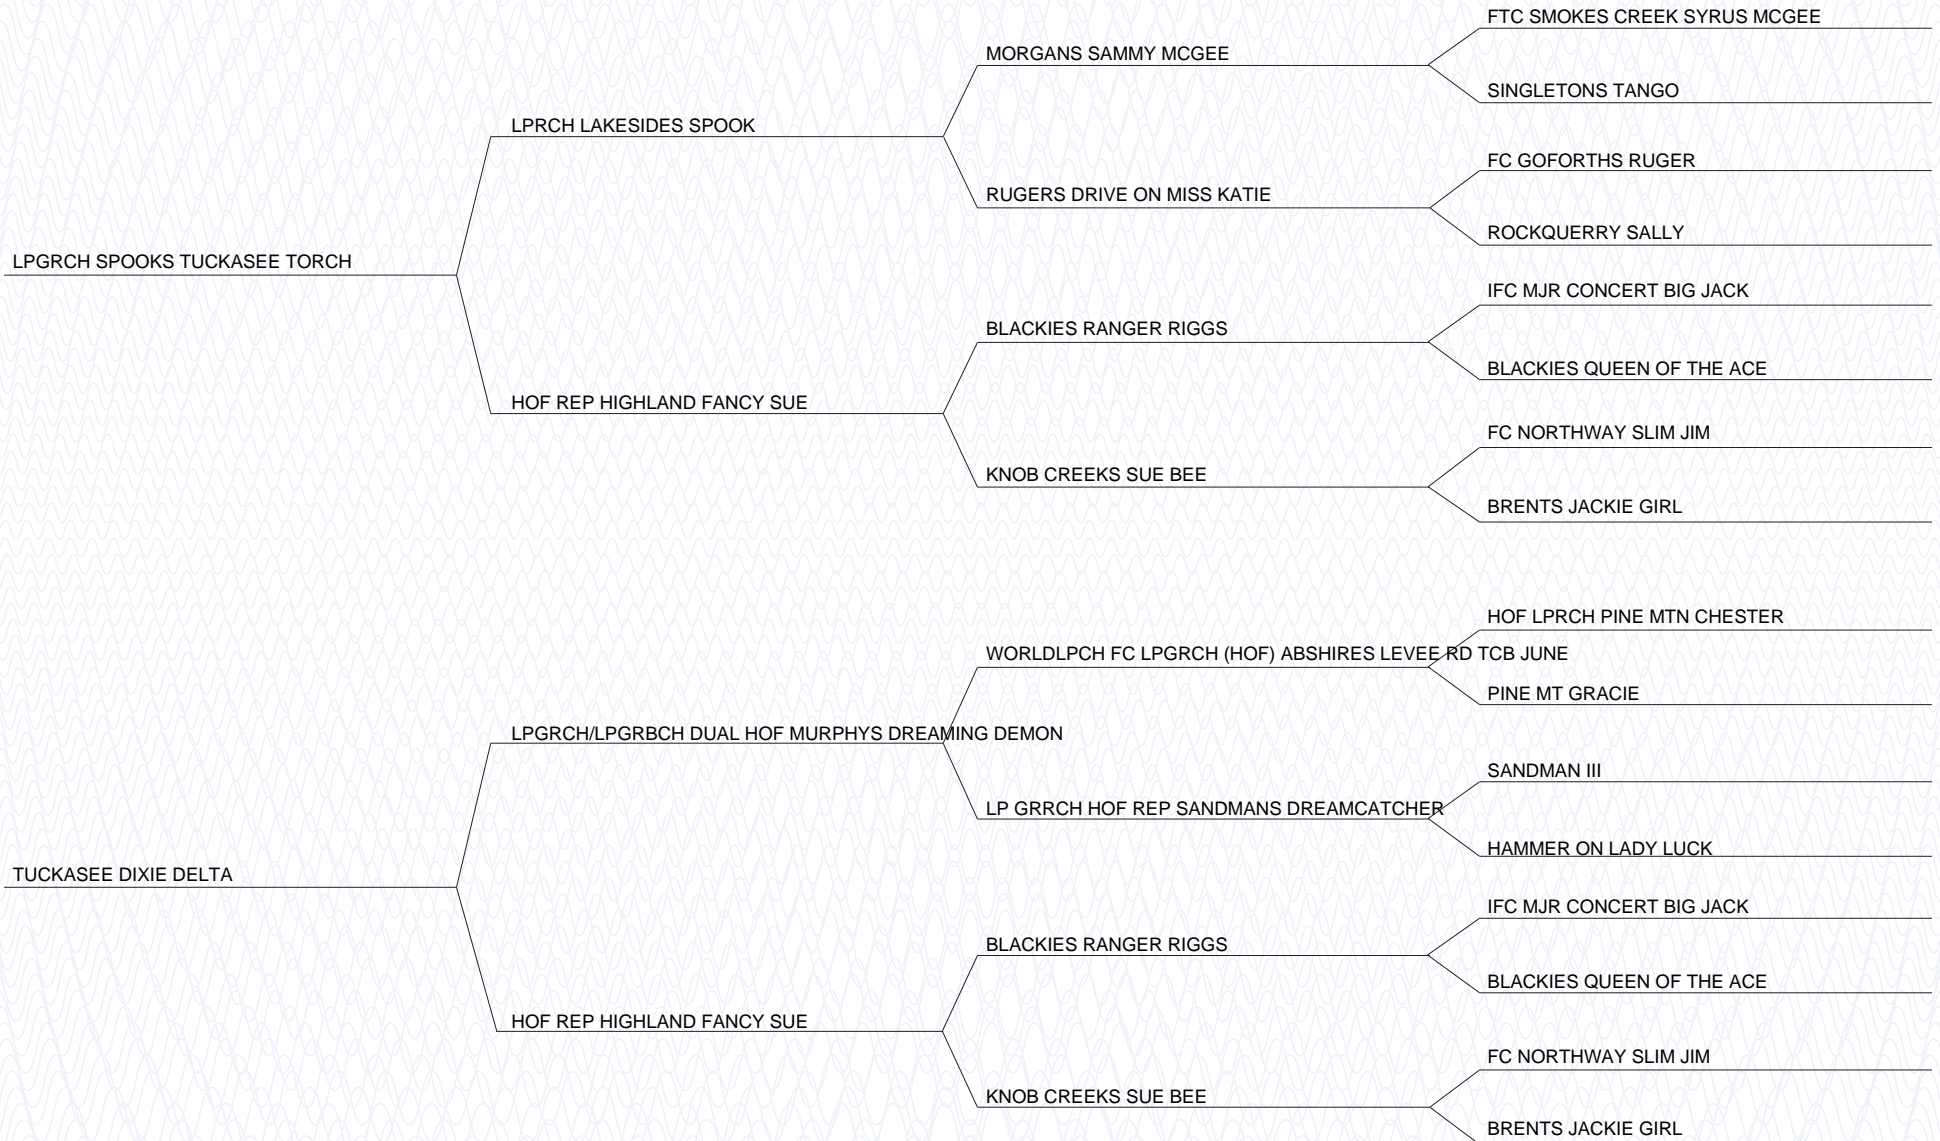 FTC SMOKES CREEK SYRUS MCGEE
MORGANS SAMMY MCGEE
SINGLETONS TANGO
LPRCH LAKESIDES SPOOK
FC GOFORTHS RUGER
RUGERS DRIVE ON MISS KATIE
ROCKQUERRY SALLY
LPGRCH SPOOKS TUCKASEE TORCH
IFC MJR CONCERT BIG JACK
BLACKIES RANGER RIGGS
BLACKIES QUEEN OF THE ACE
HOF REP HIGHLAND FANCY SUE
FC NORTHWAY SLIM JIM
KNOB CREEKS SUE BEE
BRENTS JACKIE GIRL
HOF LPRCH PINE MTN CHESTER
WORLDLPCH FC LPGRCH (HOF) ABSHIRES LEVEE RD TCB JUNE
PINE MT GRACIE
LPGRCH/LPGRBCH DUAL HOF MURPHYS DREAMING DEMON
SANDMAN III
LP GRRCH HOF REP SANDMANS DREAMCATCHER
HAMMER ON LADY LUCK
TUCKASEE DIXIE DELTA
IFC MJR CONCERT BIG JACK
BLACKIES RANGER RIGGS
BLACKIES QUEEN OF THE ACE
HOF REP HIGHLAND FANCY SUE
FC NORTHWAY SLIM JIM
KNOB CREEKS SUE BEE
BRENTS JACKIE GIRL